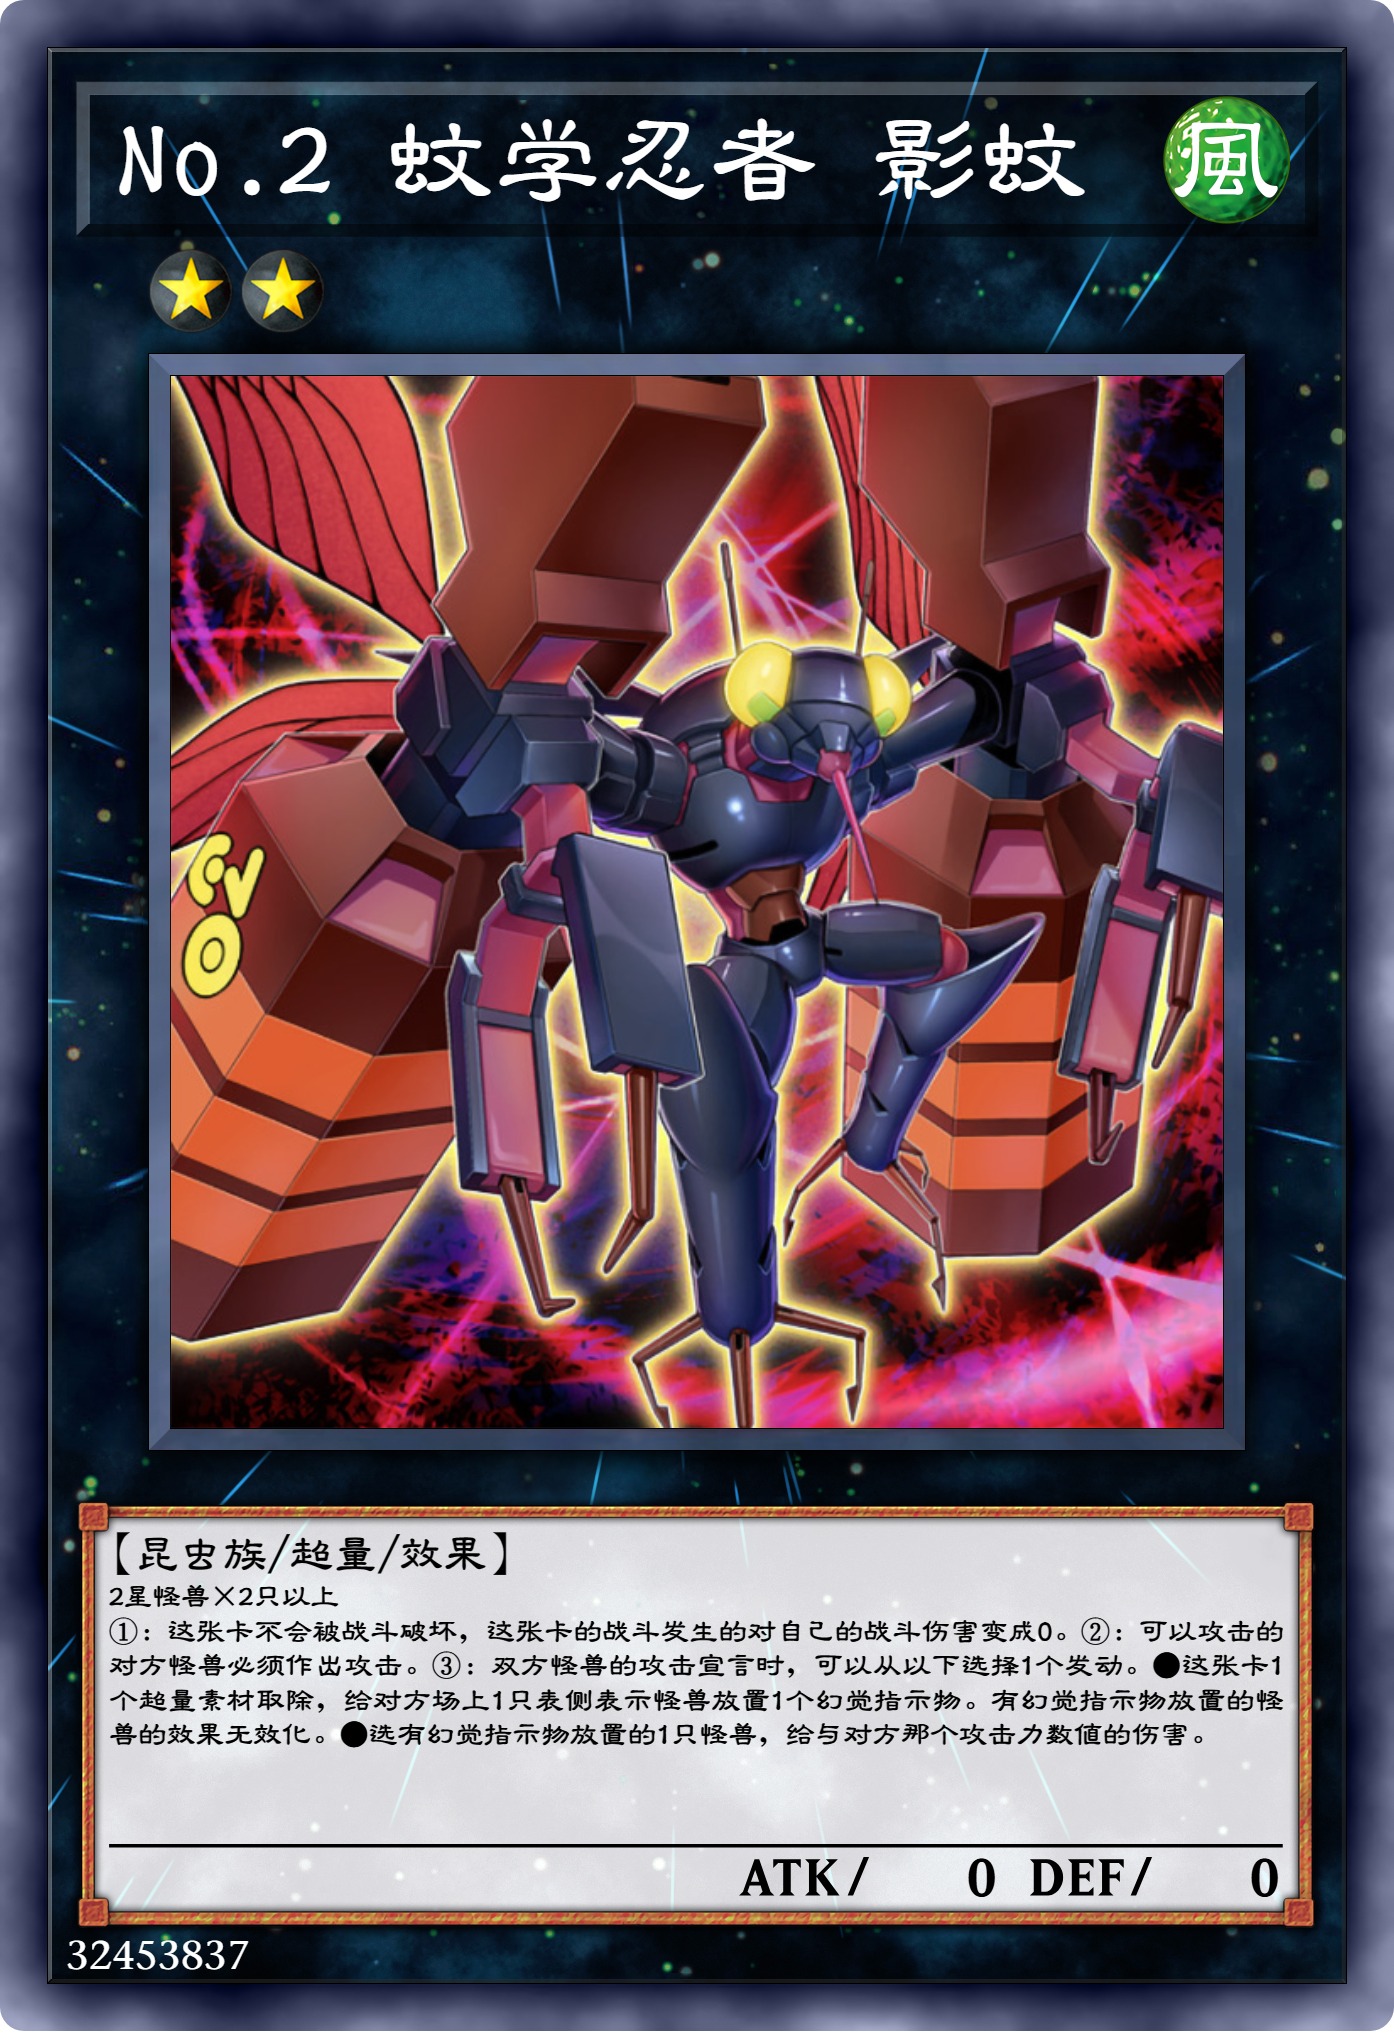 No.2 蚊学忍者 影蚊
風
【昆虫族/超量/效果】
2星怪兽×2只以上
①：这张卡不会被战斗破坏，这张卡的战斗发生的对自己的战斗伤害变成0。②：可以攻击的
对方怪兽必须作出攻击。③：双方怪兽的攻击宣言时，可以从以下选择1个发动。●这张卡1
个超量素材取除，给对方场上1只表侧表示怪兽放置1个幻觉指示物。有幻觉指示物放置的怪
兽的效果无效化。●选有幻觉指示物放置的1只怪兽，给与对方那个攻击力数值的伤害。
ATK/ 0 DEF/ 0
32453837